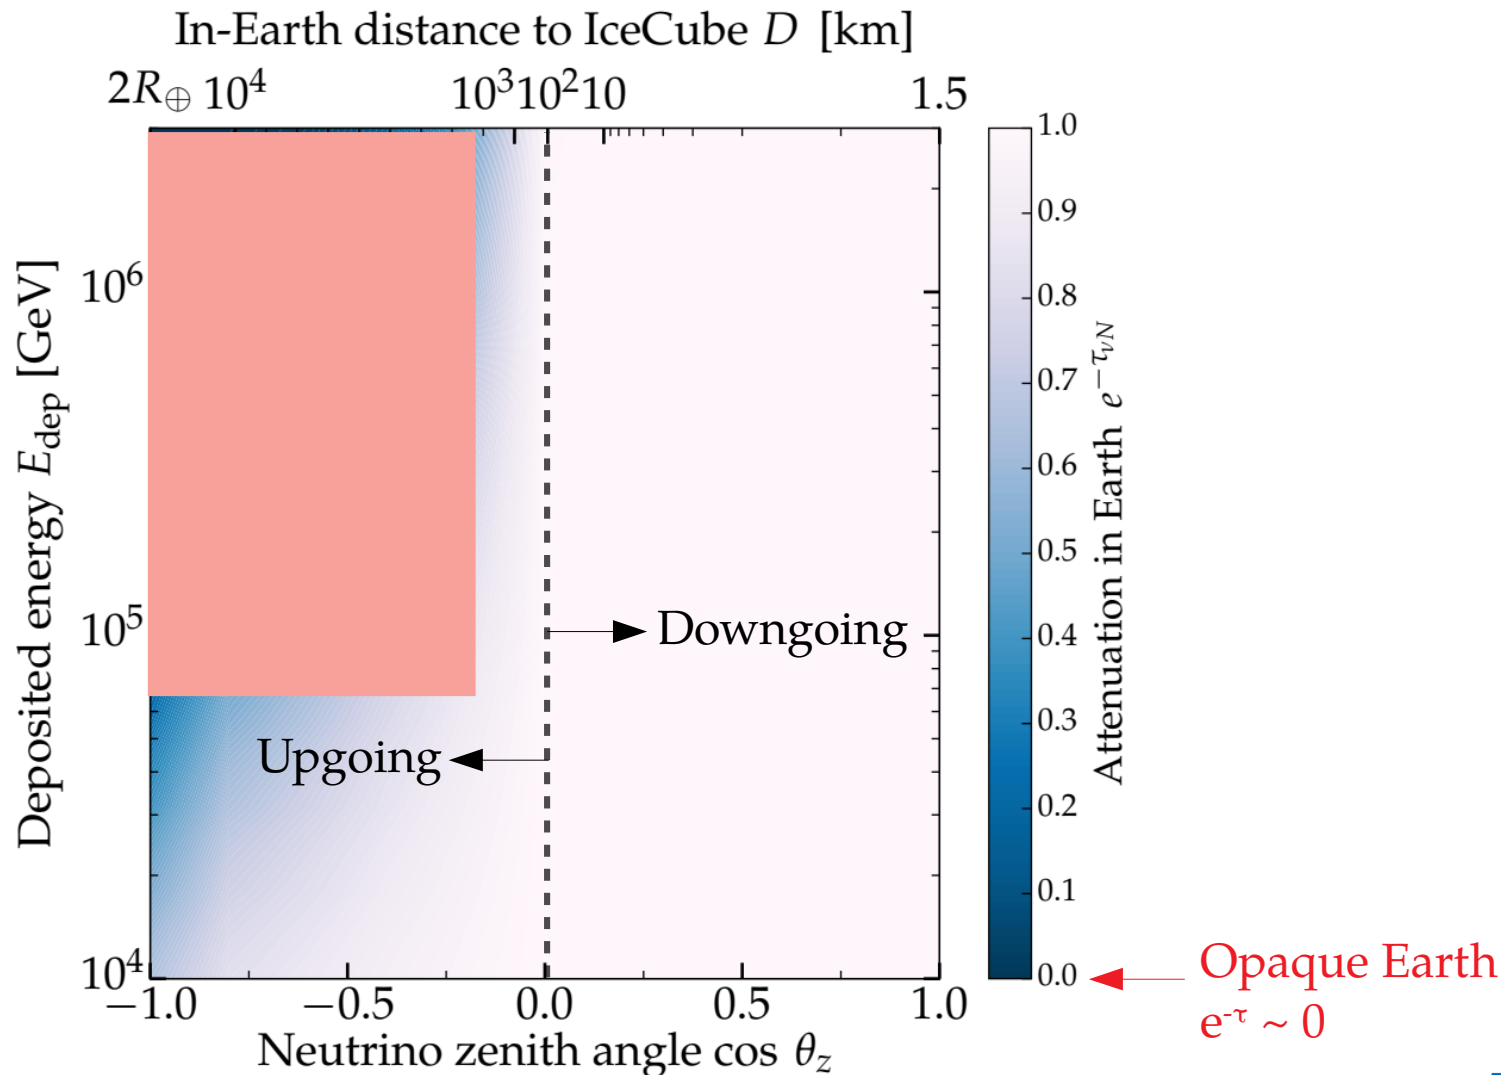 In-Earth distance to IceCube D [km]
2R⊕ 10⁴ 10³10²10 1.5
Deposited energy E_dep [GeV]
10⁶
10⁵
10⁴
Downgoing
Upgoing
−1.0 −0.5 0.0 0.5 1.0
Neutrino zenith angle cos θ_z
1.0
0.9
0.8
0.7
0.6
0.5
0.4
0.3
0.2
0.1
0.0
Attenuation in Earth e^{−τ_{νN}}
Opaque Earth
e^{-τ} ~ 0